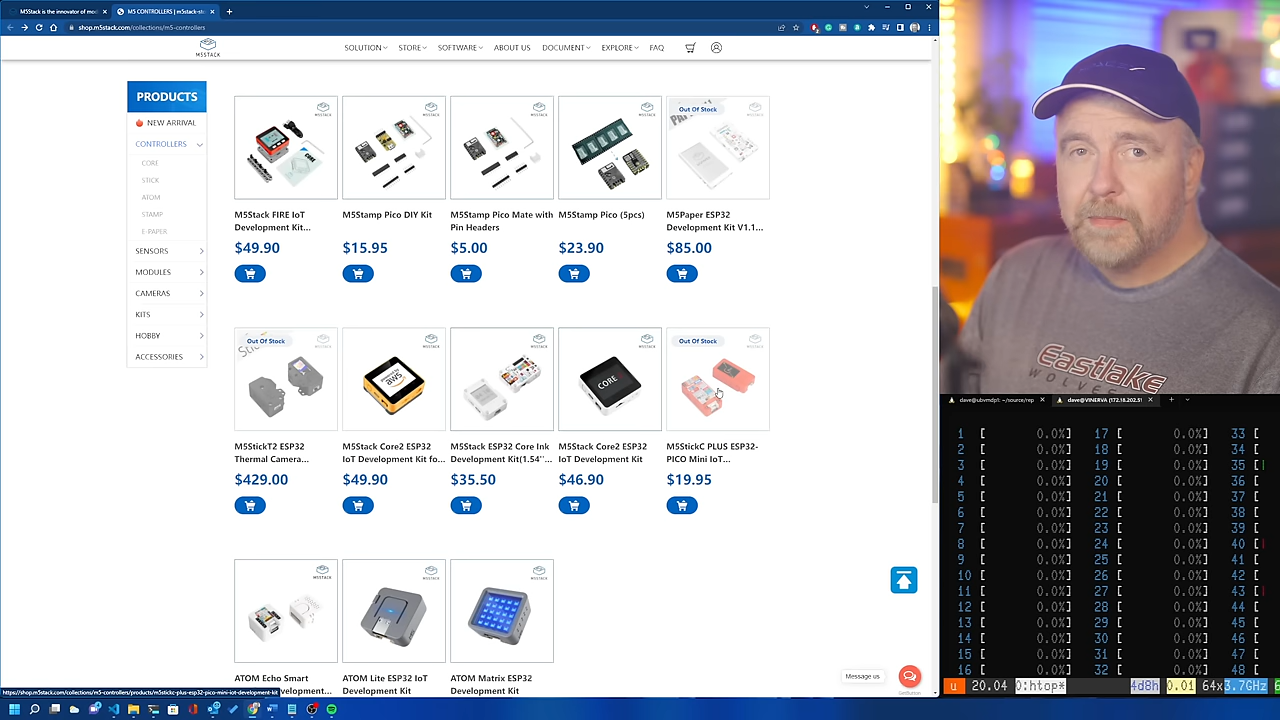 M5Stack is the innovator of mod
M5 CONTROLLERS | m5stack-st
shop.m5stack.com/collections/m5-controllers
M5STACK
SOLUTION
STORE
SOFTWARE
ABOUT US
DOCUMENT
EXPLORE
FAQ
PRODUCTS
NEW ARRIVAL
CONTROLLERS
CORE
STICK
ATOM
STAMP
E-PAPER
SENSORS
MODULES
CAMERAS
KITS
HOBBY
ACCESSORIES
M5Stack FIRE IoT
Development Kit...
$49.90
M5Stamp Pico DIY Kit
$15.95
M5Stamp Pico Mate with
Pin Headers
$5.00
M5Stamp Pico (5pcs)
$23.90
Out Of Stock
M5Paper ESP32
Development Kit V1.1...
$85.00
Out Of Stock
M5StickT2 ESP32
Thermal Camera...
$429.00
aws
M5Stack Core2 ESP32
IoT Development Kit fo...
$49.90
M5Stack ESP32 Core Ink
Development Kit(1.54''...
$35.50
CORE
M5Stack Core2 ESP32
IoT Development Kit
$46.90
Out Of Stock
M5StickC PLUS ESP32-
PICO Mini IoT...
$19.95
ATOM Echo Smart
ATOM Lite ESP32 IoT
Development Kit
ATOM Matrix ESP32
Development Kit
Message us
https://shop.m5stack.com/collections/m5-controllers/products/m5stickc-plus-esp32-pico-mini-iot-development-kit
Eastlake
WOLVES
dave@ubvmdp1: ~/source/rep
dave@VINERVA (172.18.202.5)
1 [ 0.0%] 17 [ 0.0%] 33 [
2 [ 0.0%] 18 [ 0.0%] 34 [
3 [ 0.0%] 19 [ 0.0%] 35 [
4 [ 0.0%] 20 [ 0.0%] 36 [
5 [ 0.0%] 21 [ 0.0%] 37 [
6 [ 0.0%] 22 [ 0.0%] 38 [
7 [ 0.0%] 23 [ 0.0%] 39 [
8 [ 0.0%] 24 [ 0.0%] 40 [
9 [ 0.0%] 25 [ 0.0%] 41 [
10 [ 0.0%] 26 [ 0.0%] 42 [
11 [ 0.0%] 27 [ 0.0%] 43 [
12 [ 0.0%] 28 [ 0.0%] 44 [
13 [ 0.0%] 29 [ 0.0%] 45 [
14 [ 0.0%] 30 [ 0.0%] 46 [
15 [ 0.0%] 31 [ 0.0%] 47 [
16 [ 0.0%] 32 [ 0.0%] 48 [
u 20.04 0:htop* 4d8h 0.01 64x3.7GHz 6